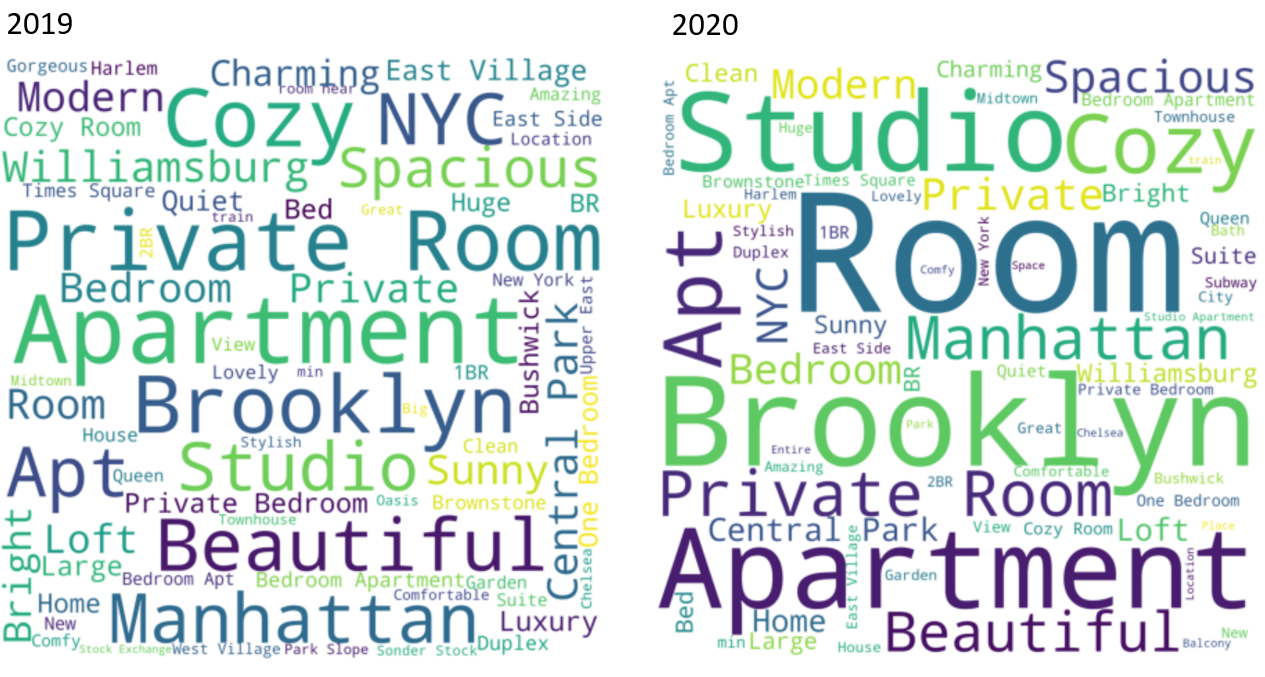 2019
Gorgeous Harlem
Charming East Village
room near
Modern Cozy NYC Amazing
Cozy Room East Side
Location
Williamsburg Spacious
Times Square Quiet train Bed Great Huge BR
Private Room
2BR
Bedroom Private New York
Apartment
View
Bushwick
Central Park
Upper East
Midtown Lovely min 1BR
Room Brooklyn Big
House Stylish Clean
Apt Queen Studio Sunny
One Bedroom
Private Bedroom Oasis Brownstone
Townhouse
Bright Loft Beautiful
Large Bedroom Apt Bedroom Apartment Garden
Chelsea
Home Comfortable Suite
New Manhattan Luxury
Comfy Stock Exchange West Village Park Slope Sonder Stock Duplex
2020
Clean Modern Charming Spacious
Bedroom Apt
Midtown Bedroom Apartment
Studio Huge Cozy Townhouse
train
Brownstone Times Square
Harlem Lovely Private Bright
Luxury
Stylish 1BR Queen
Bath
Apt Duplex Room New York Suite
Comfy Space
NYC Subway
City
Sunny Manhattan Studio Apartment
East Side
Bedroom BR Quiet Williamsburg
Private Bedroom
Brooklyn
Park Great Chelsea
Entire
Amazing Comfortable
Private Room 2BR Bushwick
One Bedroom
Central Park View Cozy Room Loft Place
Apartment
East Village
Location
Garden
Bed Home Beautiful
min Large House Balcony New